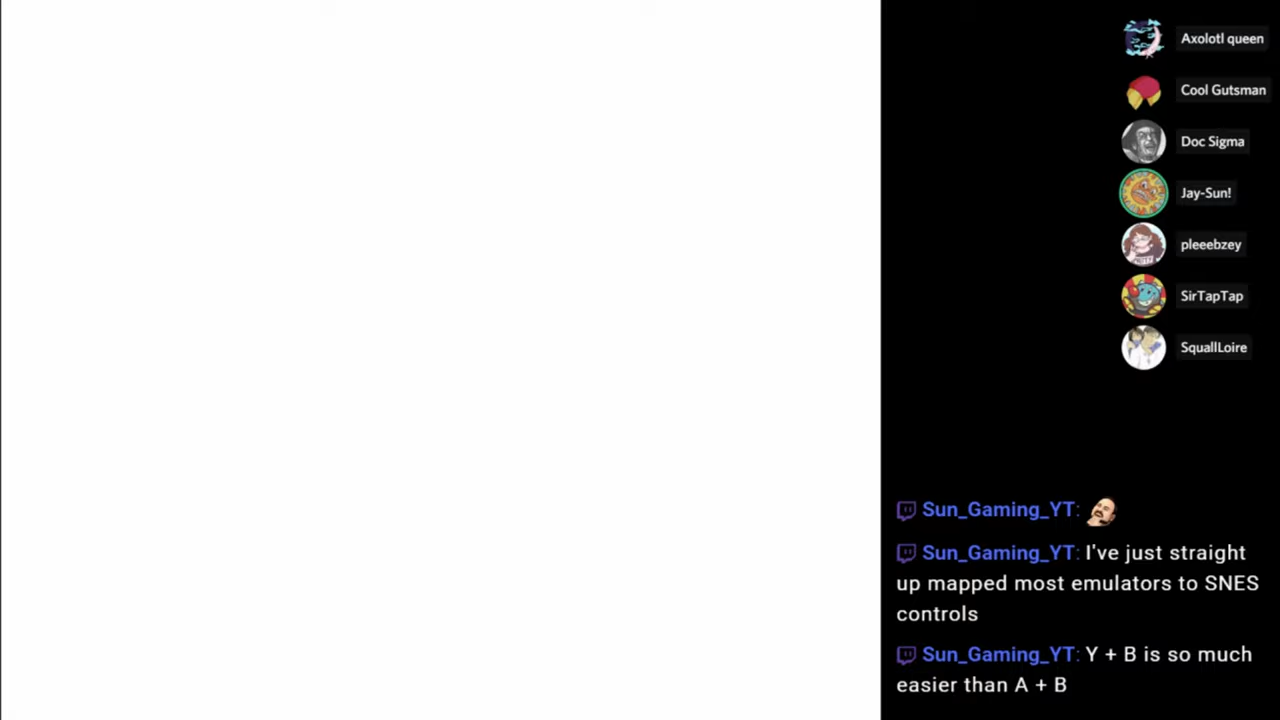 Axolotl queen
Cool Gutsman
Doc Sigma
Jay-Sun!
pleeebzey
SirTapTap
SquallLoire
Sun_Gaming_YT:
Sun_Gaming_YT: I've just straight
up mapped most emulators to SNES
controls
Sun_Gaming_YT: Y + B is so much
easier than A + B